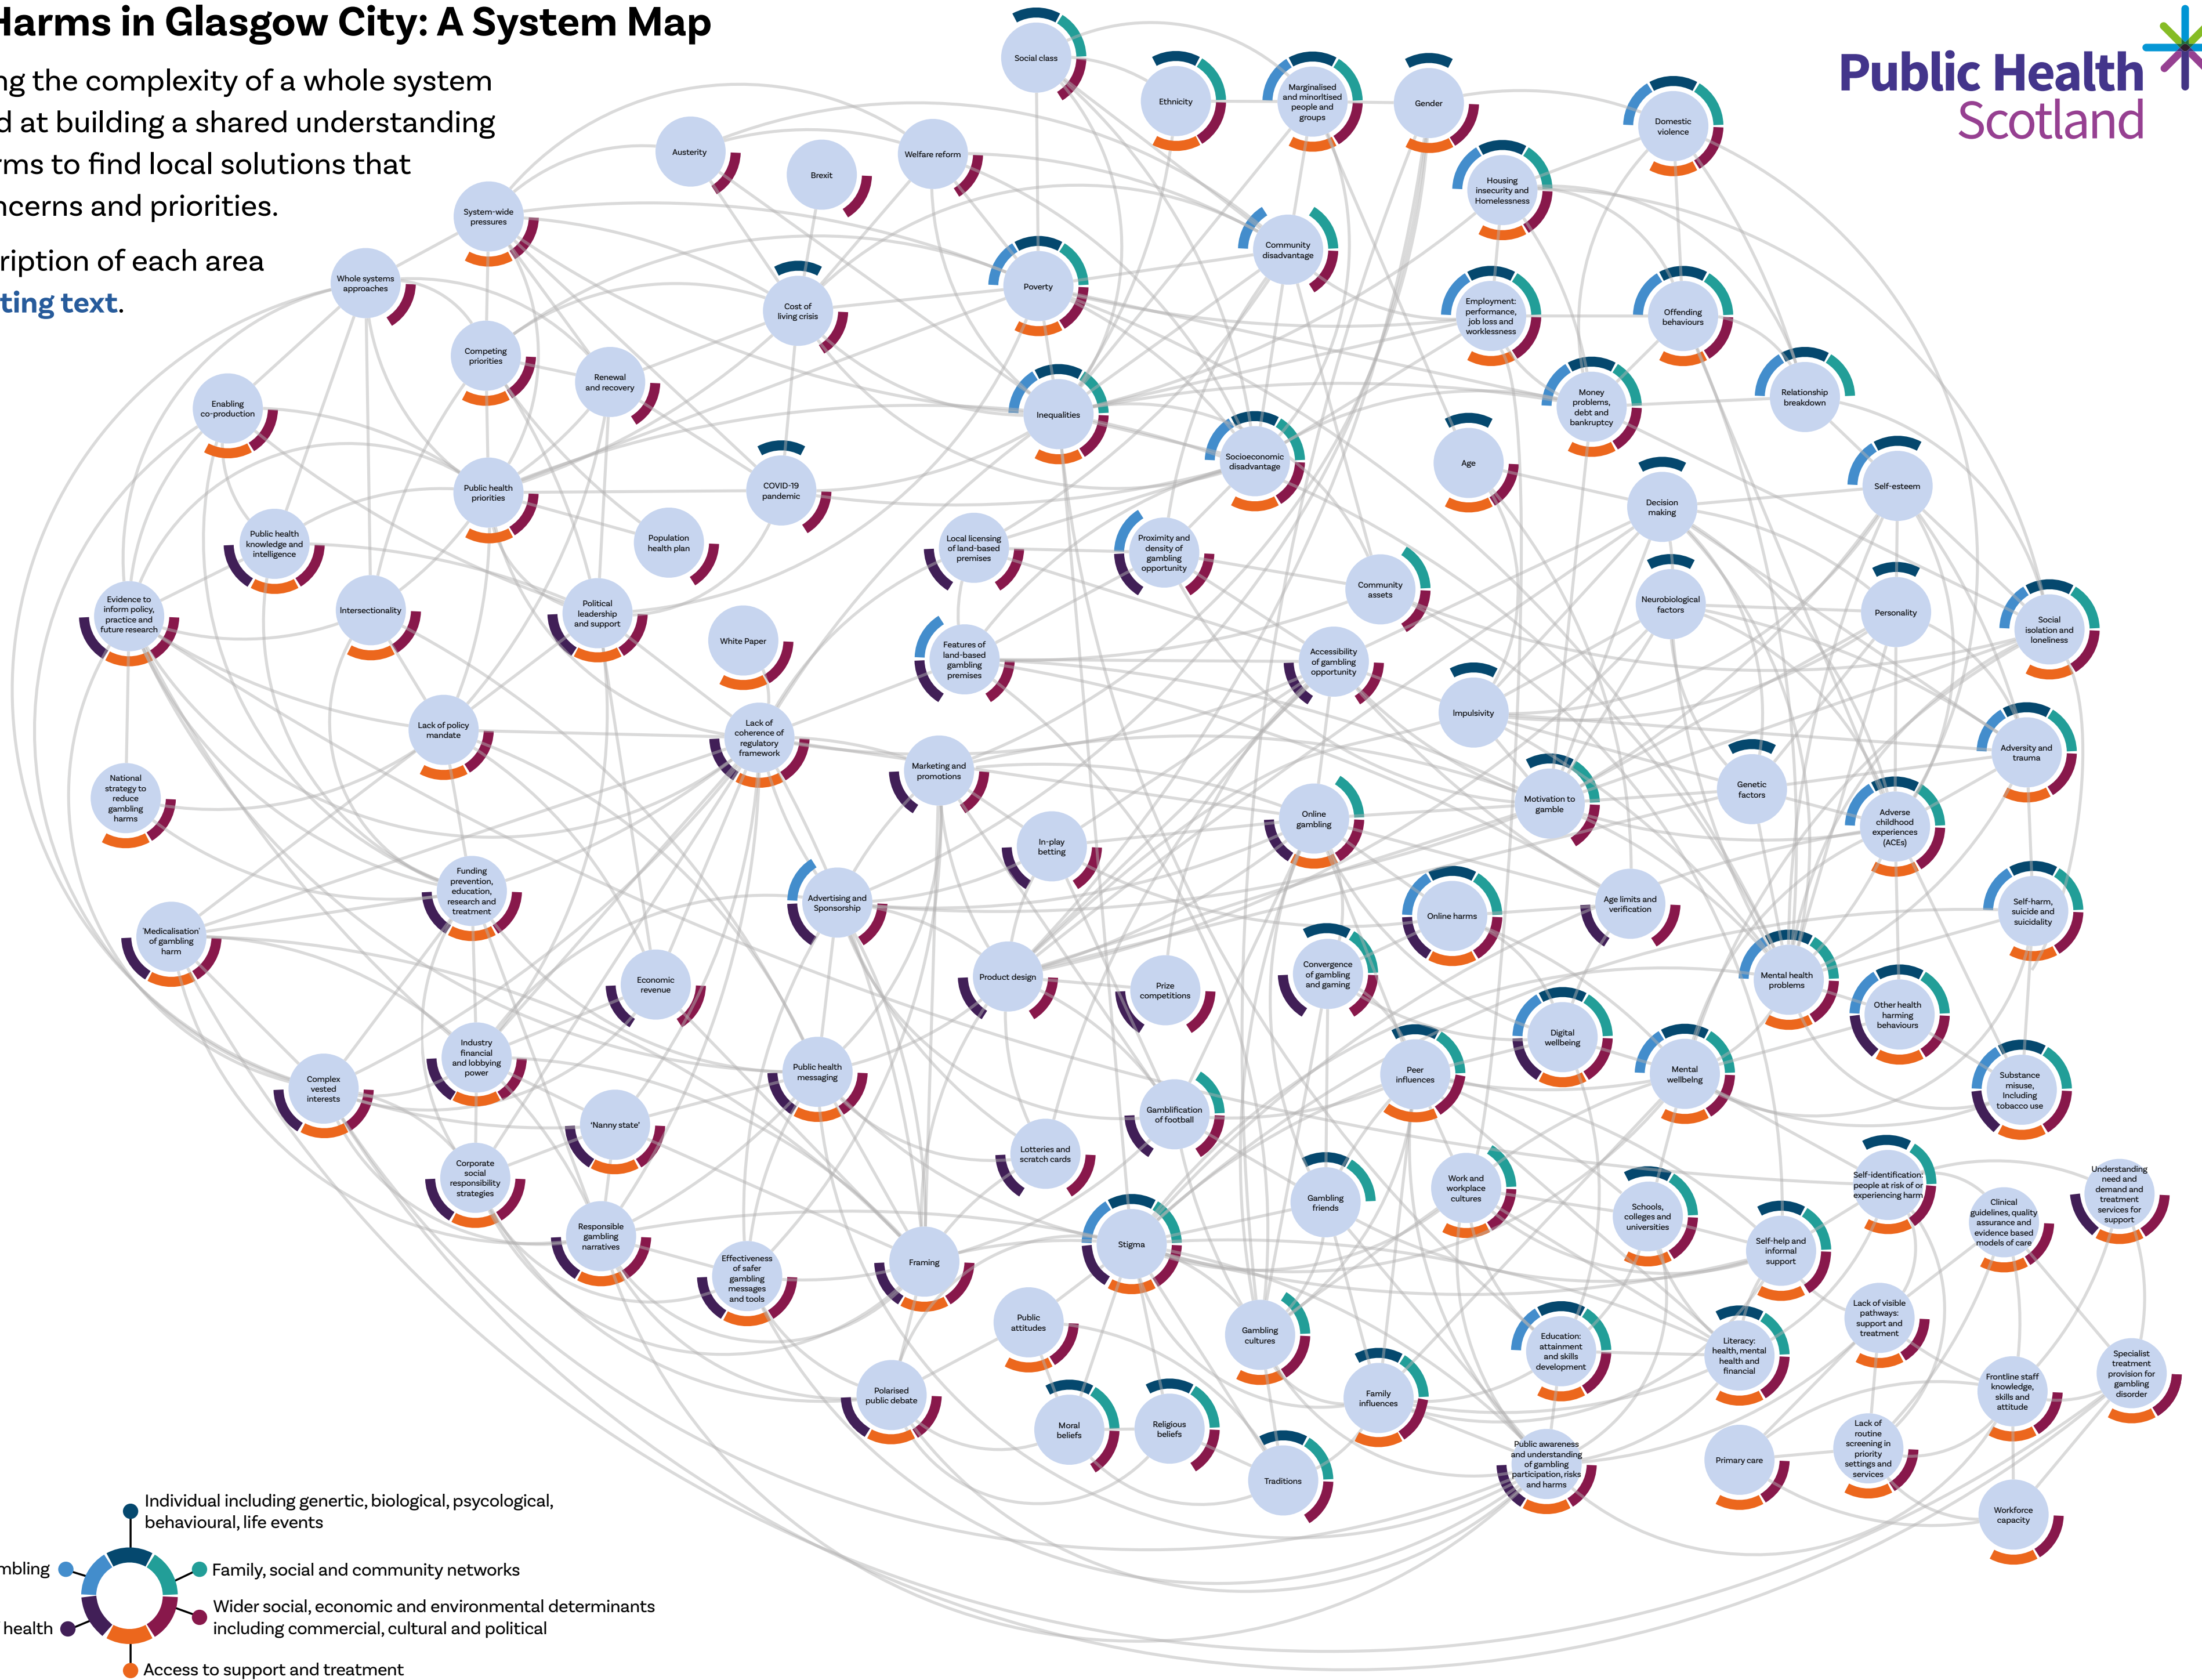 Harms in Glasgow City: A System Map
ng the complexity of a whole system
d at building a shared understanding
rms to find local solutions that
ncerns and priorities.
ription of each area
ting text.
Public Health
Scotland
Social class
Ethnicity
Marginalised
and minoritised
people and
groups
Gender
Domestic
violence
Austerity
Brexit
Welfare reform
Housing
insecurity and
Homelessness
System-wide
pressures
Community
disadvantage
Whole systems
approaches
Poverty
Cost of
living crisis
Employment:
performance,
job loss and
worklessness
Offending
behaviours
Competing
priorities
Renewal
and recovery
Enabling
co-production
Inequalities
Money
problems,
debt and
bankruptcy
Relationship
breakdown
Socioeconomic
disadvantage
Age
Self-esteem
Public health
priorities
COVID-19
pandemic
Decision
making
Public health
knowledge and
intelligence
Population
health plan
Local licensing
of land-based
premises
Proximity and
density of
gambling
opportunity
Community
assets
Neurobiological
factors
Personality
Evidence to
inform policy,
practice and
future research
Intersectionality
Political
leadership
and support
White Paper
Features of
land-based
gambling
premises
Accessibility
of gambling
opportunity
Social
isolation and
loneliness
Impulsivity
Lack of policy
mandate
Lack of
coherence of
regulatory
framework
Marketing and
promotions
Adversity and
trauma
National
strategy to
reduce
gambling
harms
Online
gambling
Motivation to
gamble
Genetic
factors
Adverse
childhood
experiences
(ACEs)
In-play
betting
Funding
prevention,
education,
research and
treatment
Advertising and
Sponsorship
Online harms
Age limits and
verification
Self-harm,
suicide and
suicidality
'Medicalisation'
of gambling
harm
Economic
revenue
Product design
Prize
competitions
Convergence
of gambling
and gaming
Mental health
problems
Other health
harming
behaviours
Industry
financial
and lobbying
power
Public health
messaging
Digital
wellbeing
Complex
vested
interests
Peer
influences
Mental
wellbeing
Substance
misuse,
Including
tobacco use
'Nanny state'
Gamblification
of football
Corporate
social
responsibility
strategies
Lotteries and
scratch cards
Gambling
friends
Work and
workplace
cultures
Schools,
colleges and
universities
Self-identification:
people at risk of or
experiencing harm
Understanding
need and
demand and
treatment
services for
support
Clinical
guidelines, quality
assurance and
evidence based
models of care
Responsible
gambling
narratives
Effectiveness
of safer
gambling
messages
and tools
Framing
Stigma
Self-help and
informal
support
Public
attitudes
Gambling
cultures
Education:
attainment
and skills
development
Literacy:
health, mental
health and
financial
Lack of visible
pathways:
support and
treatment
Polarised
public debate
Moral
beliefs
Religious
beliefs
Family
influences
Frontline staff
knowledge,
skills and
attitude
Specialist
treatment
provision for
gambling
disorder
Traditions
Public awareness
and understanding
of gambling
participation, risks
and harms
Primary care
Lack of
routine
screening in
priority
settings and
services
Workforce
capacity
Individual including genertic, biological, psycological,
behavioural, life events
mbling
Family, social and community networks
Wider social, economic and environmental determinants
including commercial, cultural and political
health
Access to support and treatment